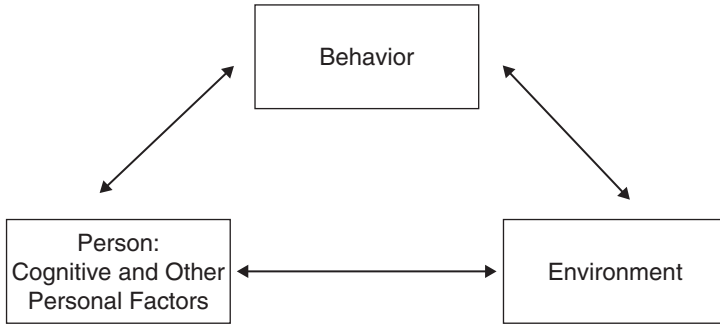 Behavior
Person:
Cognitive and Other
Personal Factors
Environment